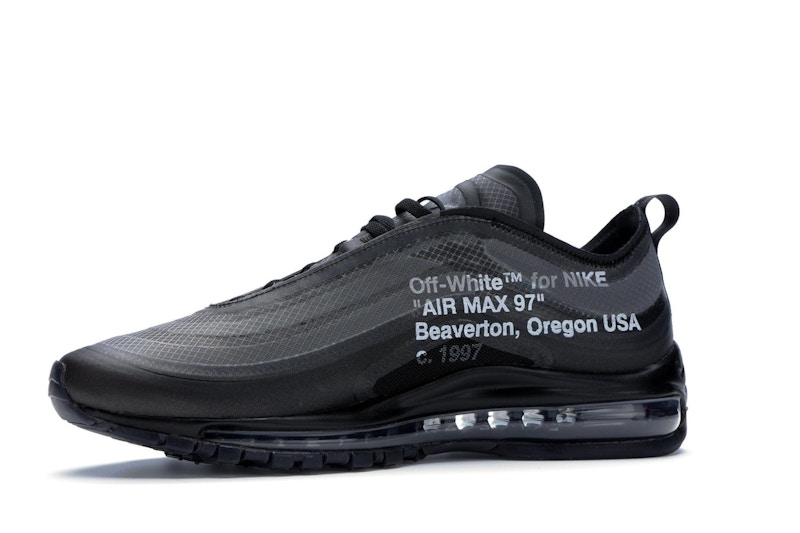 Off-White™ for NIKE
"AIR MAX 97"
Beaverton, Oregon USA
c. 1997